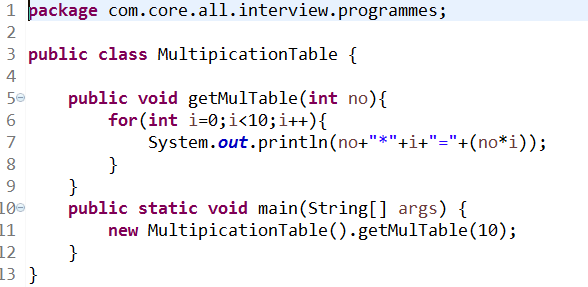 1 package com.core.all.interview.programmes;
2
3 public class MultipicationTable {
4
5     public void getMulTable(int no){
6         for(int i=0;i<10;i++){
7             System.out.println(no+"*"+i+"="+(no*i));
8         }
9     }
10     public static void main(String[] args) {
11         new MultipicationTable().getMulTable(10);
12     }
13 }